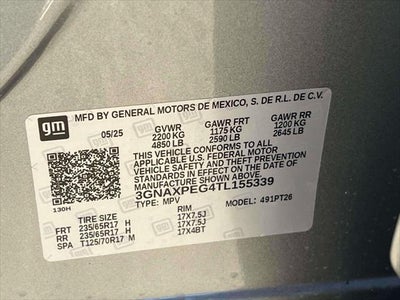 gm
MFD BY GENERAL MOTORS DE MEXICO, S. DE R.L. DE C.V.
05/25 GVWR GAWR FRT GAWR RR
2200 KG 1175 KG 1200 KG
4850 LB 2590 LB 2645 LB
THIS VEHICLE CONFORMS TO ALL
APPLICABLE U.S. FEDERAL MOTOR
VEHICLE SAFETY AND THEFT PREVENTION
STANDARDS IN EFFECT ON THE DATE OF
MANUFACTURE SHOWN ABOVE.
3GNAXPEG4TL155339
130H TYPE: MPV 491PT26
TIRE SIZE RIM
FRT 235/65R17 H 17X7.5J
RR 235/65R17 H 17X7.5J
SPA T125/70R17 M 17X4BT